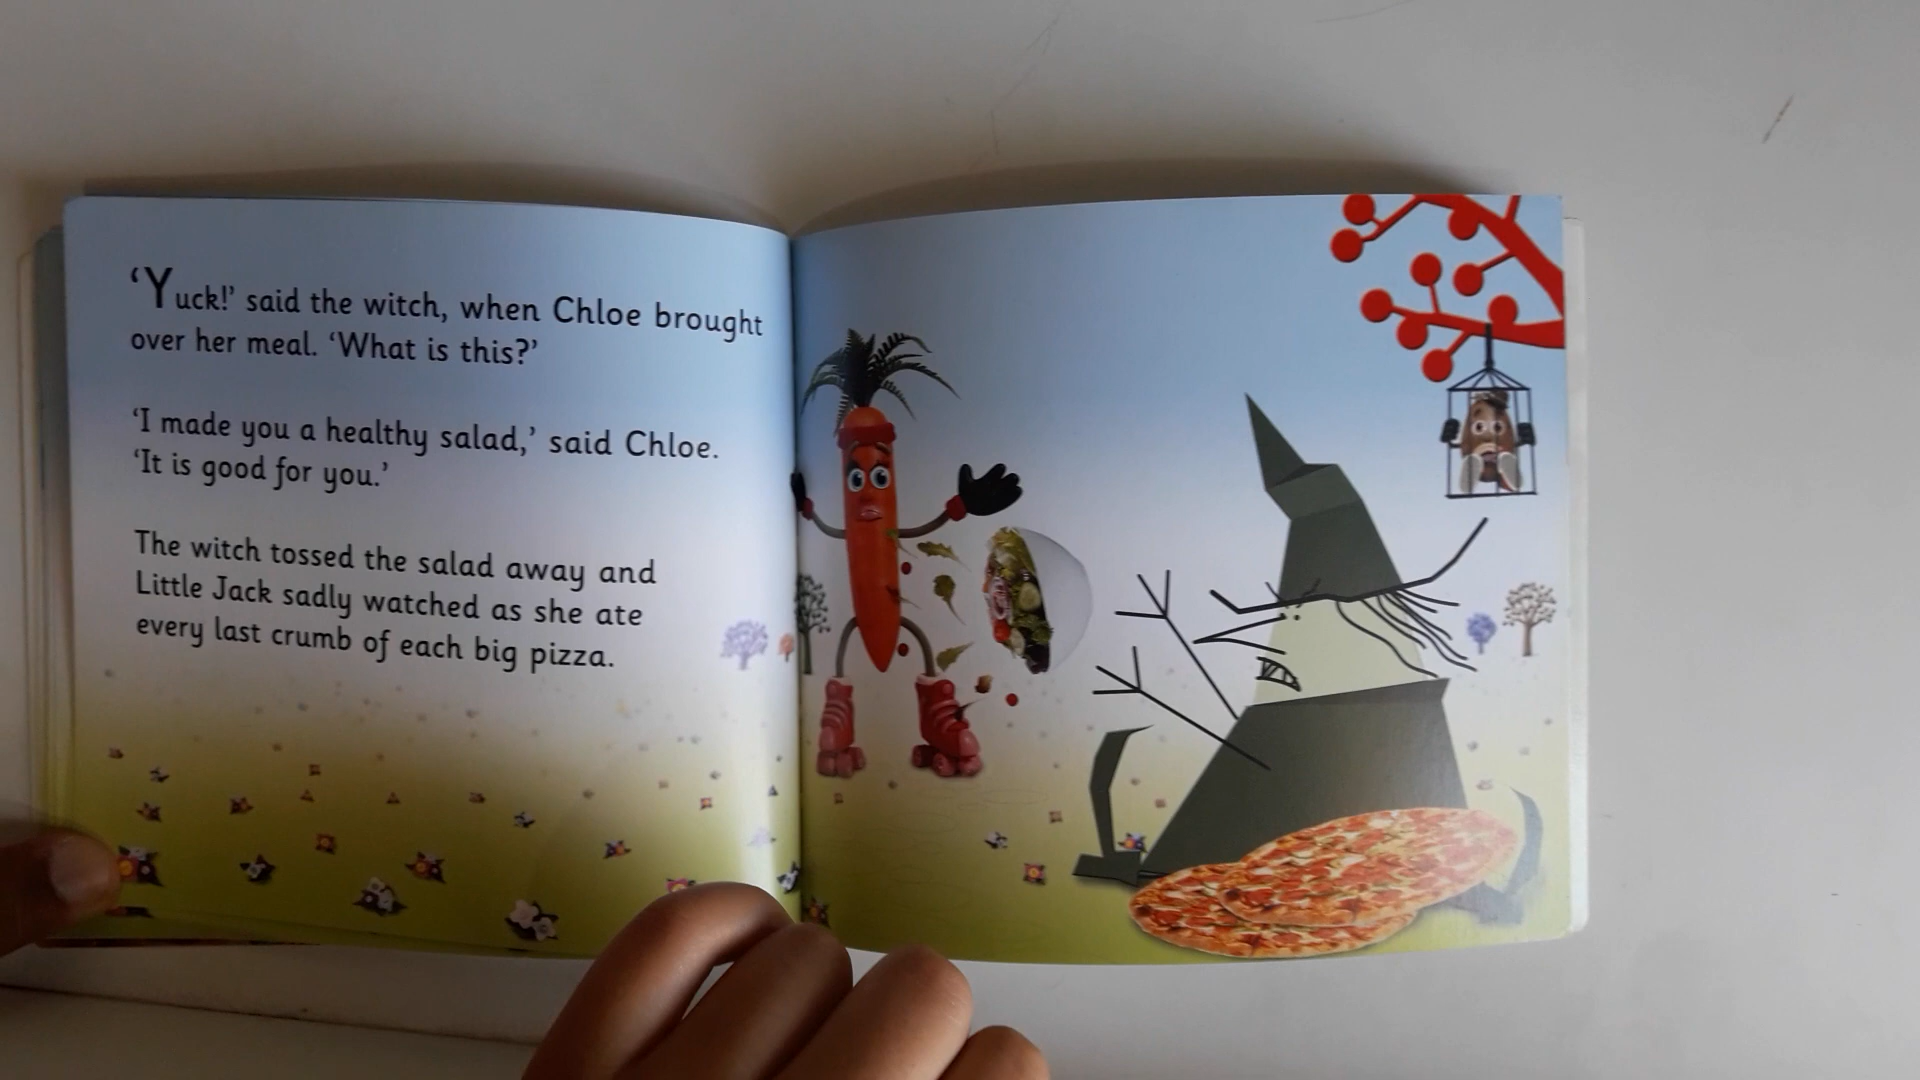 ‘Yuck!’ said the witch, when Chloe brought
over her meal. ‘What is this?’
‘I made you a healthy salad,’ said Chloe.
‘It is good for you.’
The witch tossed the salad away and
Little Jack sadly watched as she ate
every last crumb of each big pizza.